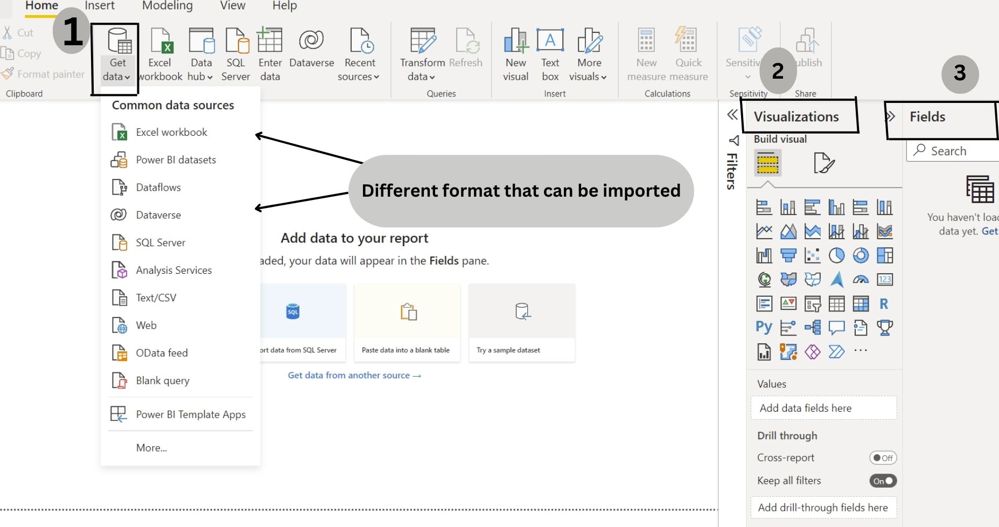 Home Insert Modeling View Help
1
Cut
Copy
Format painter
Clipboard
Get data
Excel workbook
Data hub
SQL Server
Enter data
Dataverse
Recent sources
Transform data
Refresh
Queries
New visual
Text box
A
More visuals
Insert
New measure
Quick measure
Calculations
Sensitivity
2
Share
3
Common data sources
Excel workbook
Power BI datasets
Dataflows
Dataverse
SQL Server
Analysis Services
Text/CSV
Web
OData feed
Blank query
Power BI Template Apps
More...
Different format that can be imported
Add data to your report
aded, your data will appear in the Fields pane.
SQL
ort data from SQL Server
Paste data into a blank table
Try a sample dataset
Get data from another source →
Filters
Visualizations
Build visual
123
R
Py
...
Values
Add data fields here
Drill through
Cross-report Off
Keep all filters On
Add drill-through fields here
Fields
Search
You haven't loa
data yet. Get